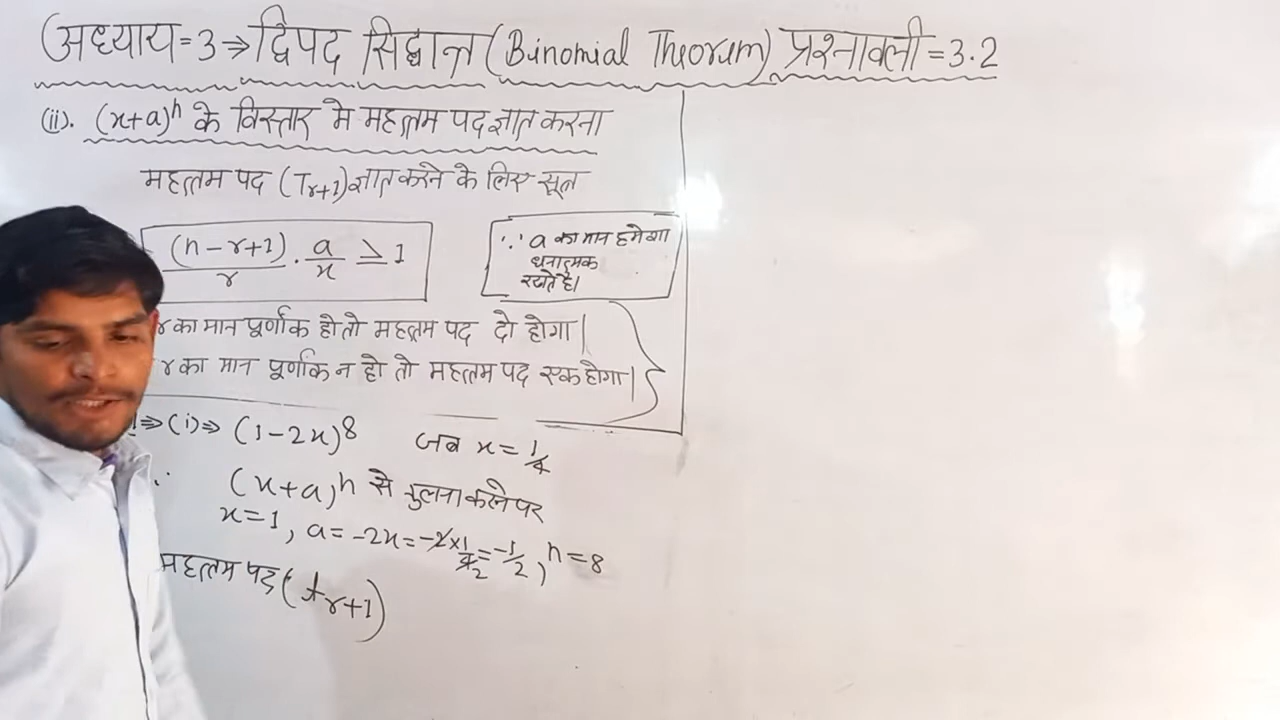 (अध्याय=3⇒द्विपद सिद्धान्त (Binomial Theorum) प्रश्नावली=3.2
(ii). (x+a)^n के विस्तार मे महत्तम पद ज्ञात करना
महत्तम पद (T_{r+1}) ज्ञात करने के लिए सूत्र
(n-r+1)/r . a/x ≥ 1
∵ a का मान हमेशा
धनात्मक
रखते है।
r का मान पूर्णांक हो तो महत्तम पद दो होगा|
r का मान पूर्णांक न हो तो महत्तम पद एक होगा|
⇒(i)⇒ (1-2x)^8 जब x=1/4
∴ (x+a)^n से तुलना करने पर
x=1, a=-2x=-2×1/4=-1/2, n=8
महत्तम पद (t_{r+1})